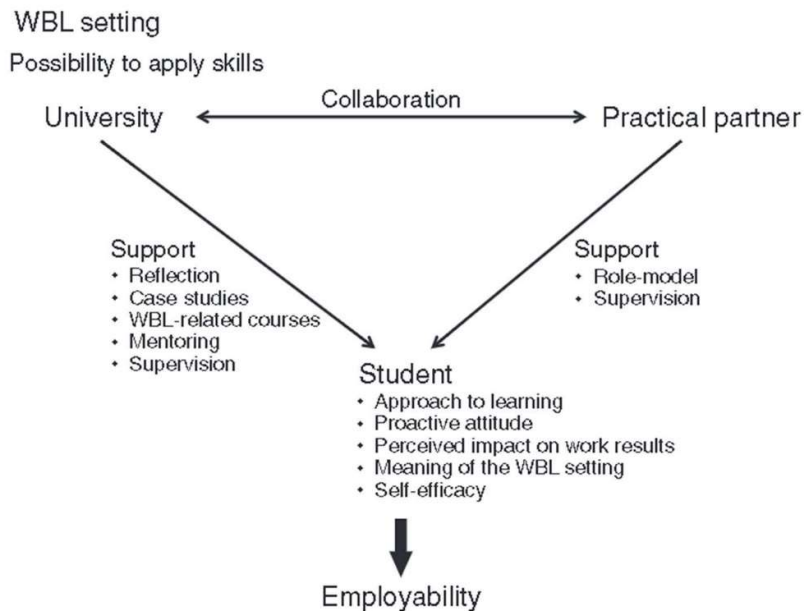 WBL setting
Possibility to apply skills
Collaboration
University
Practical partner
Support
• Reflection
• Case studies
• WBL-related courses
• Mentoring
• Supervision
Support
• Role-model
• Supervision
Student
• Approach to learning
• Proactive attitude
• Perceived impact on work results
• Meaning of the WBL setting
• Self-efficacy
Employability